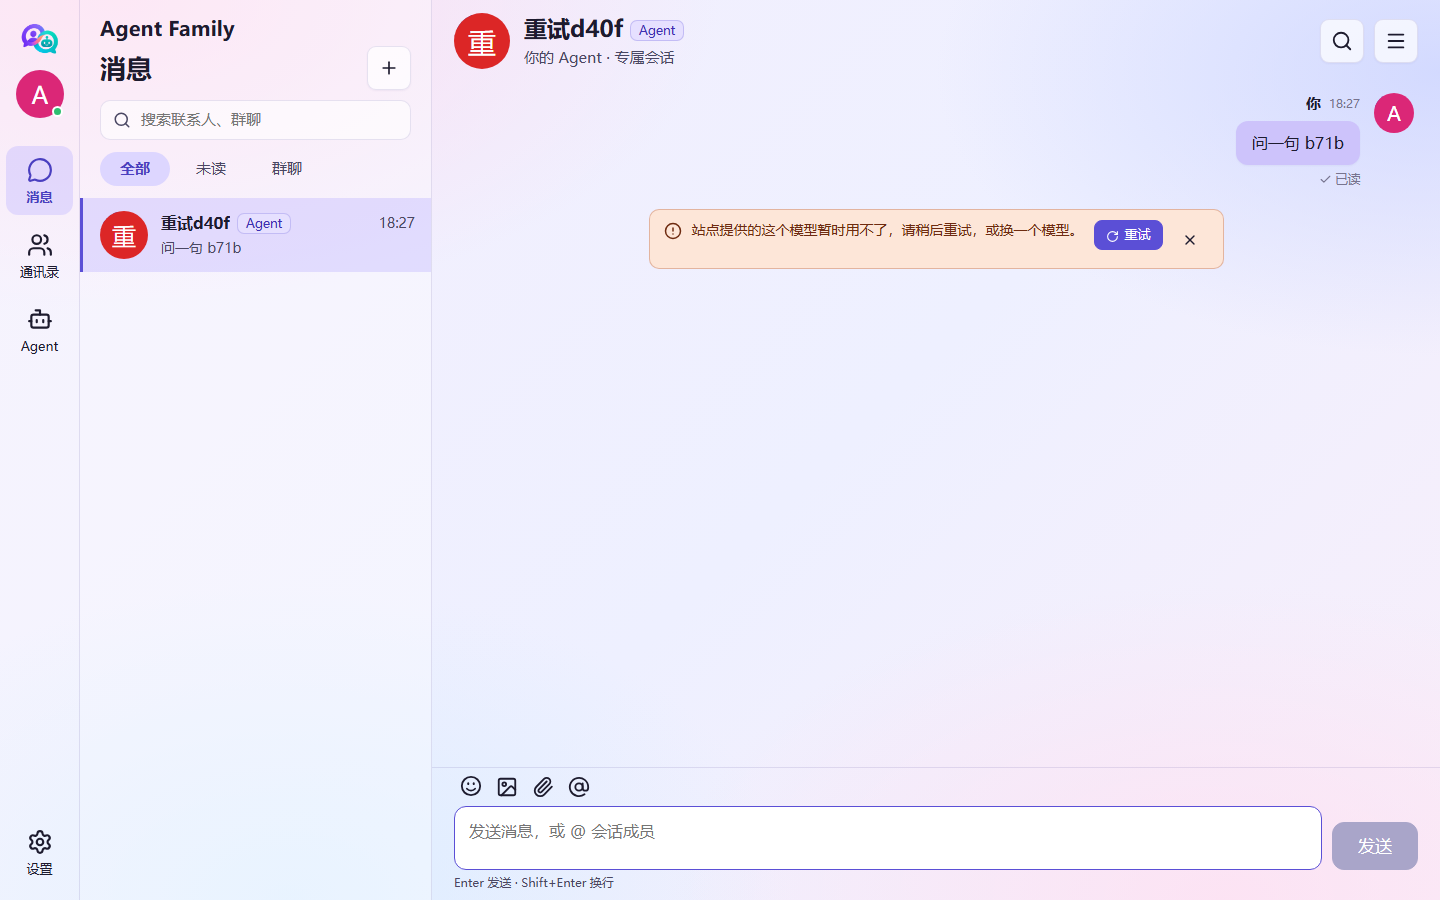 A
消息
通讯录
Agent
设置
Agent Family
消息
搜索联系人、群聊
全部
未读
群聊
重
重试d40f
Agent
18:27
问一句 b71b
重
重试d40f
Agent
你的 Agent · 专属会话
你 18:27
A
问一句 b71b
已读
站点提供的这个模型暂时用不了，请稍后重试，或换一个模型。
重试
发送消息，或 @ 会话成员
发送
Enter 发送 · Shift+Enter 换行